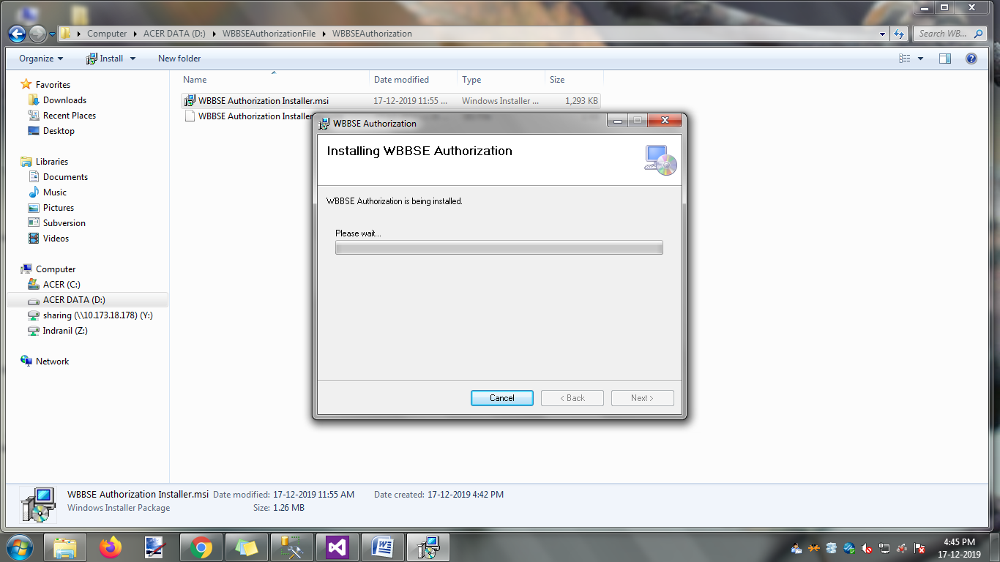 Computer ▸ ACER DATA (D:) ▸ WBBSEAuthorizationFile ▸ WBBSEAuthorization
Search WB...
Organize Install New folder
Name Date modified Type Size
WBBSE Authorization Installer.msi 17-12-2019 11:55 ... Windows Installer ... 1,293 KB
WBBSE Authorization Installer
Favorites
Downloads
Recent Places
Desktop
Libraries
Documents
Music
Pictures
Subversion
Videos
Computer
ACER (C:)
ACER DATA (D:)
sharing (\\10.173.18.178) (Y:)
Indranil (Z:)
Network
WBBSE Authorization
Installing WBBSE Authorization
WBBSE Authorization is being installed.
Please wait...
Cancel < Back Next >
WBBSE Authorization Installer.msi Date modified: 17-12-2019 11:55 AM Date created: 17-12-2019 4:42 PM
Windows Installer Package Size: 1.26 MB
4:45 PM
17-12-2019